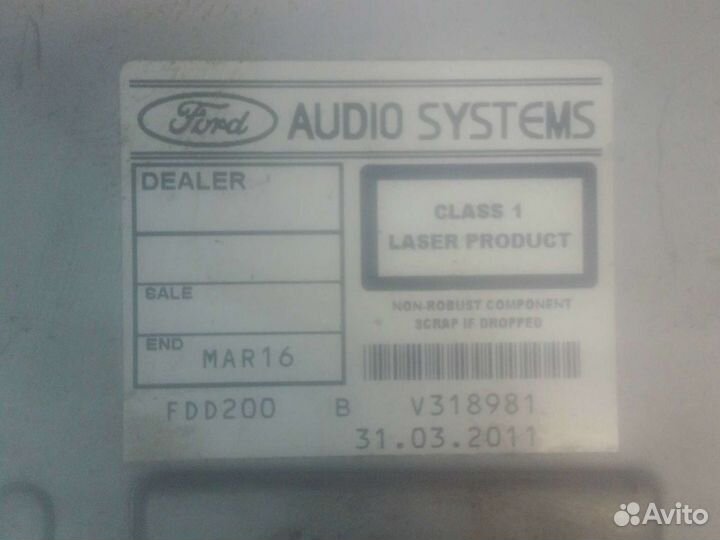 Ford AUDIO SYSTEMS
DEALER
SALE
END MAR16
CLASS 1
LASER PRODUCT
NON-ROBUST COMPONENT
SCRAP IF DROPPED
FDD200 B V318981
31.03.2011
Avito